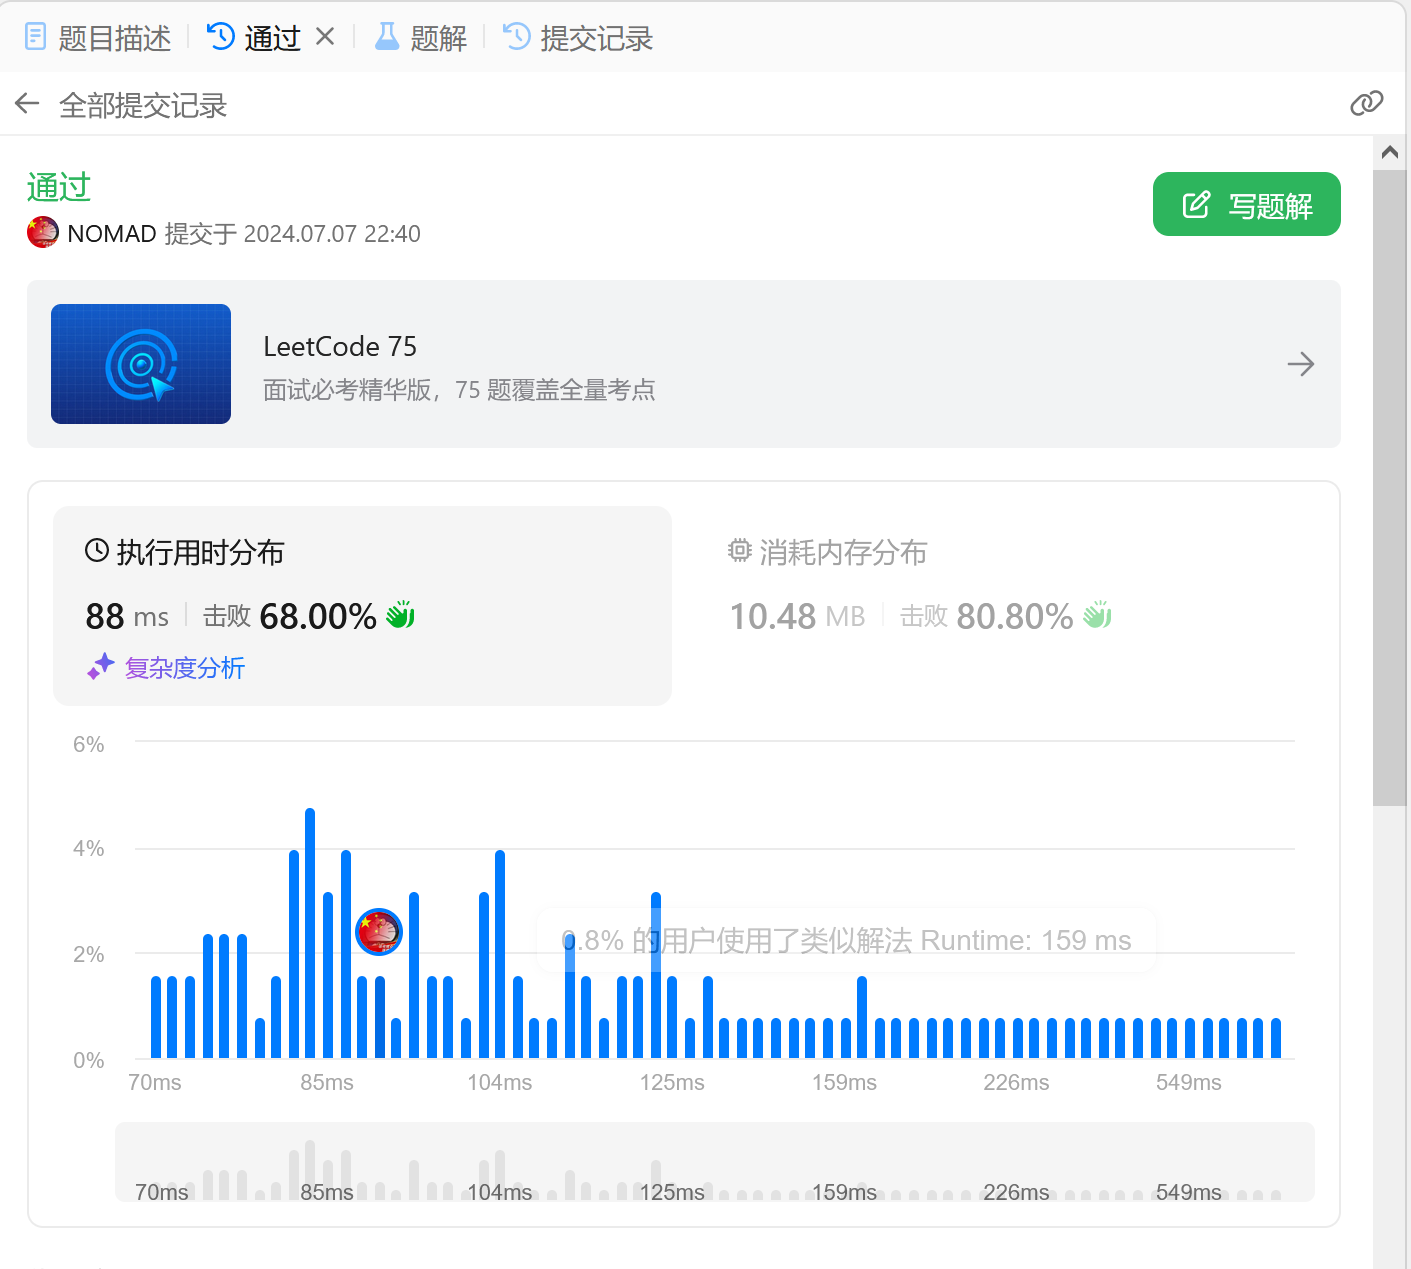 题目描述 通过 题解 提交记录
全部提交记录
通过
写题解
NOMAD 提交于 2024.07.07 22:40
LeetCode 75
面试必考精华版，75 题覆盖全量考点
执行用时分布
88 ms 击败 68.00%
复杂度分析
消耗内存分布
10.48 MB 击败 80.80%
6%
4%
2%
0%
0.8% 的用户使用了类似解法 Runtime: 159 ms
70ms 85ms 104ms 125ms 159ms 226ms 549ms
70ms 85ms 104ms 125ms 159ms 226ms 549ms